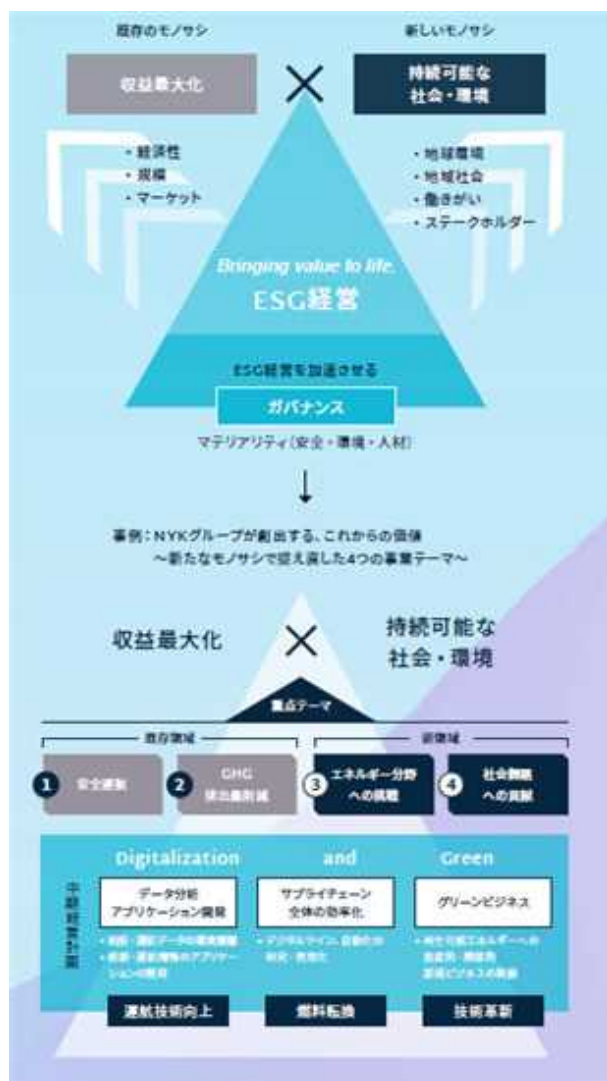 既存のモノサシ
新しいモノサシ
収益最大化
×
持続可能な
社会・環境
・経済性
・規模
・マーケット
・地球環境
・地域社会
・働きがい
・ステークホルダー
Bringing value to life.
ESG経営
ESG経営を加速させる
ガバナンス
マテリアリティ(安全・環境・人材)
↓
事例:NYKグループが創出する、これからの価値
〜新たなモノサシで捉え直した4つの事業テーマ〜
収益最大化
×
持続可能な
社会・環境
重点テーマ
既存領域
新領域
1 安全運航
2 GHG
排出量削減
3 エネルギー分野
への挑戦
4 社会課題
への貢献
中期経営計画
Digitalization and Green
データ分析
アプリケーション開発
サプライチェーン
全体の効率化
グリーンビジネス
運航技術向上
燃料転換
技術革新